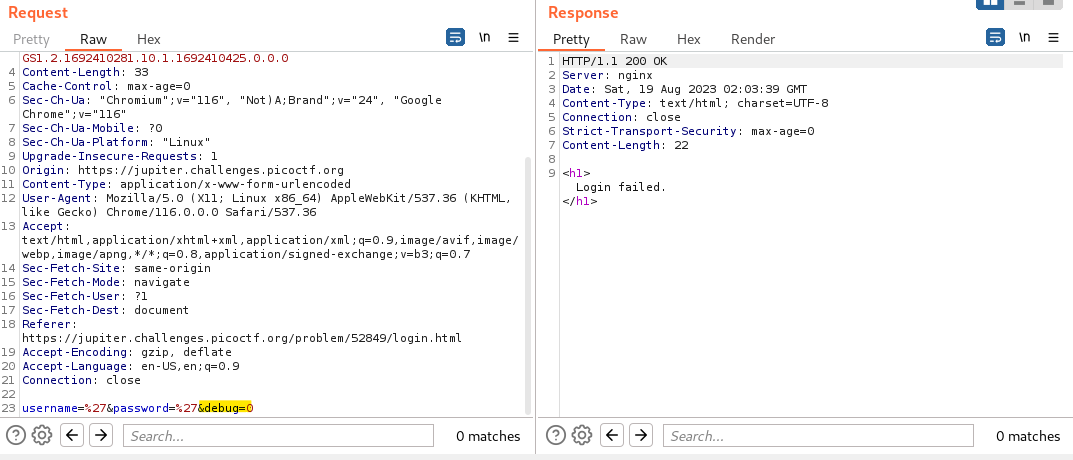 Request
Pretty Raw Hex
\n
GS1.2.1692410281.10.1.1692410425.0.0.0
4 Content-Length: 33
5 Cache-Control: max-age=0
6 Sec-Ch-Ua: "Chromium";v="116", "Not)A;Brand";v="24", "Google
Chrome";v="116"
7 Sec-Ch-Ua-Mobile: ?0
8 Sec-Ch-Ua-Platform: "Linux"
9 Upgrade-Insecure-Requests: 1
10 Origin: https://jupiter.challenges.picoctf.org
11 Content-Type: application/x-www-form-urlencoded
12 User-Agent: Mozilla/5.0 (X11; Linux x86_64) AppleWebKit/537.36 (KHTML,
like Gecko) Chrome/116.0.0.0 Safari/537.36
13 Accept:
text/html,application/xhtml+xml,application/xml;q=0.9,image/avif,image/
webp,image/apng,*/*;q=0.8,application/signed-exchange;v=b3;q=0.7
14 Sec-Fetch-Site: same-origin
15 Sec-Fetch-Mode: navigate
16 Sec-Fetch-User: ?1
17 Sec-Fetch-Dest: document
18 Referer:
https://jupiter.challenges.picoctf.org/problem/52849/login.html
19 Accept-Encoding: gzip, deflate
20 Accept-Language: en-US,en;q=0.9
21 Connection: close
22
23 username=%27&password=%27&debug=0
Search... 0 matches
Response
Pretty Raw Hex Render
\n
1 HTTP/1.1 200 OK
2 Server: nginx
3 Date: Sat, 19 Aug 2023 02:03:39 GMT
4 Content-Type: text/html; charset=UTF-8
5 Connection: close
6 Strict-Transport-Security: max-age=0
7 Content-Length: 22
8
9 <h1>
Login failed.
</h1>
Search... 0 matches